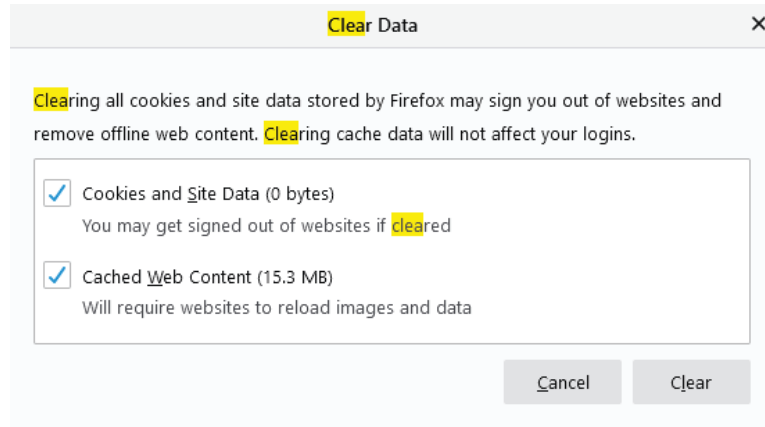 Clear Data
Clearing all cookies and site data stored by Firefox may sign you out of websites and
remove offline web content. Clearing cache data will not affect your logins.
Cookies and Site Data (0 bytes)
You may get signed out of websites if cleared
Cached Web Content (15.3 MB)
Will require websites to reload images and data
Cancel Clear